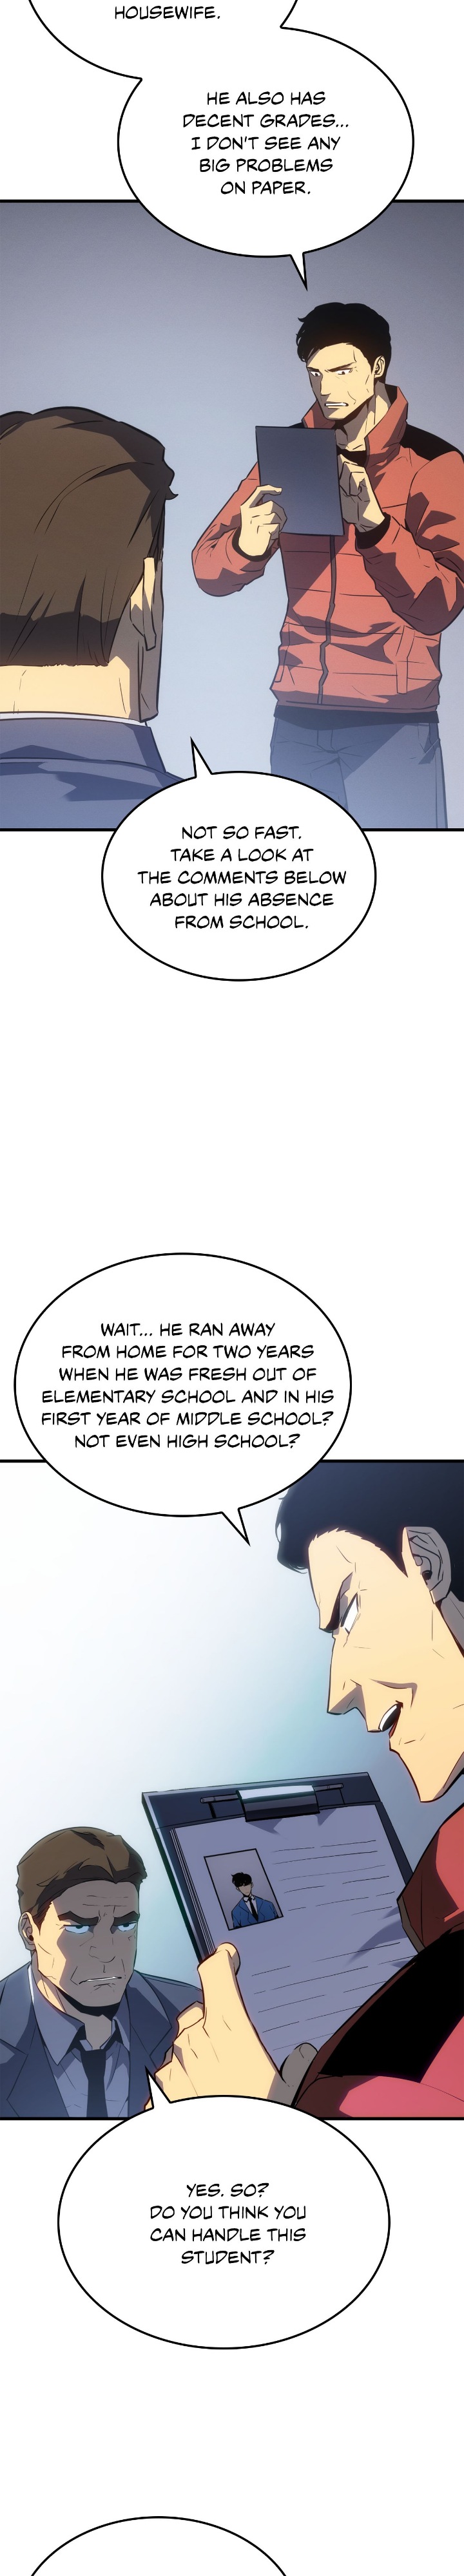 HOUSEWIFE.
HE ALSO HAS
DECENT GRADES...
I DON'T SEE ANY
BIG PROBLEMS
ON PAPER.
NOT SO FAST.
TAKE A LOOK AT
THE COMMENTS BELOW
ABOUT HIS ABSENCE
FROM SCHOOL.
WAIT... HE RAN AWAY
FROM HOME FOR TWO YEARS
WHEN HE WAS FRESH OUT OF
ELEMENTARY SCHOOL AND IN HIS
FIRST YEAR OF MIDDLE SCHOOL?
NOT EVEN HIGH SCHOOL?
YES. SO?
DO YOU THINK YOU
CAN HANDLE THIS
STUDENT?